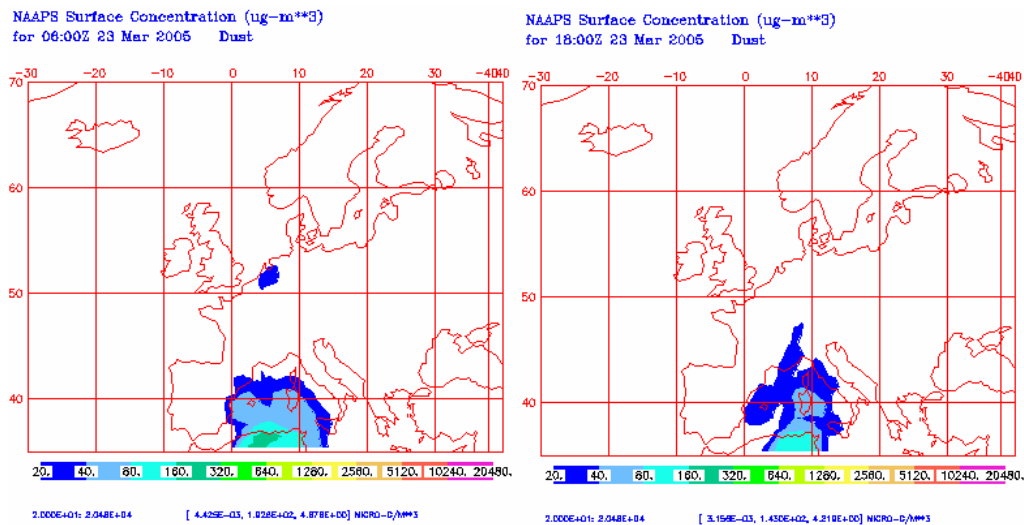 NAAPS Surface Concentration (ug-m**3)
for 06:00Z 23 Mar 2005 Dust
-30 -20 -10 0 10 20 30 -4040
70
60
50
40
20. 40. 80. 160. 320. 640. 1280. 2560. 5120. 10240. 20480.
2.000E+01: 2.048E+04 [ 4.425E-03, 1.928E+02, 4.878E+00] MICRO-G/M**3
NAAPS Surface Concentration (ug-m**3)
for 18:00Z 23 Mar 2005 Dust
-30 -20 -10 0 10 20 30 -4040
70
60
50
40
20. 40. 80. 160. 320. 640. 1280. 2560. 5120. 10240. 20480.
2.000E+01: 2.048E+04 1.430E+02, 4.219E+00] MICRO-G/M**3